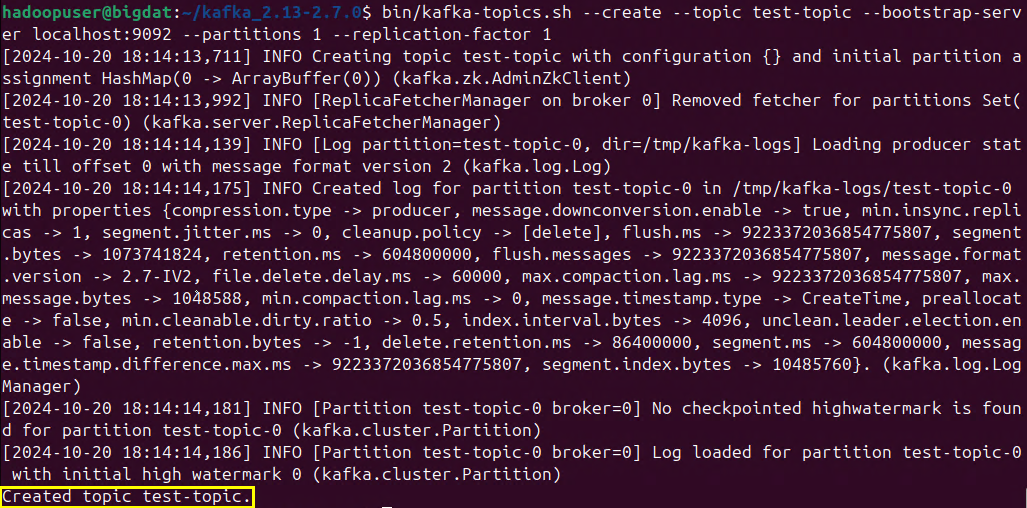 hadoopuser@bigdat:~/kafka_2.13-2.7.0$ bin/kafka-topics.sh --create --topic test-topic --bootstrap-serv
er localhost:9092 --partitions 1 --replication-factor 1
[2024-10-20 18:14:13,711] INFO Creating topic test-topic with configuration {} and initial partition a
ssignment HashMap(0 -> ArrayBuffer(0)) (kafka.zk.AdminZkClient)
[2024-10-20 18:14:13,992] INFO [ReplicaFetcherManager on broker 0] Removed fetcher for partitions Set(
test-topic-0) (kafka.server.ReplicaFetcherManager)
[2024-10-20 18:14:14,139] INFO [Log partition=test-topic-0, dir=/tmp/kafka-logs] Loading producer stat
e till offset 0 with message format version 2 (kafka.log.Log)
[2024-10-20 18:14:14,175] INFO Created log for partition test-topic-0 in /tmp/kafka-logs/test-topic-0
with properties {compression.type -> producer, message.downconversion.enable -> true, min.insync.repli
cas -> 1, segment.jitter.ms -> 0, cleanup.policy -> [delete], flush.ms -> 9223372036854775807, segment
.bytes -> 1073741824, retention.ms -> 604800000, flush.messages -> 9223372036854775807, message.format
.version -> 2.7-IV2, file.delete.delay.ms -> 60000, max.compaction.lag.ms -> 9223372036854775807, max.
message.bytes -> 1048588, min.compaction.lag.ms -> 0, message.timestamp.type -> CreateTime, preallocat
e -> false, min.cleanable.dirty.ratio -> 0.5, index.interval.bytes -> 4096, unclean.leader.election.en
able -> false, retention.bytes -> -1, delete.retention.ms -> 86400000, segment.ms -> 604800000, messag
e.timestamp.difference.max.ms -> 9223372036854775807, segment.index.bytes -> 10485760}. (kafka.log.Log
Manager)
[2024-10-20 18:14:14,181] INFO [Partition test-topic-0 broker=0] No checkpointed highwatermark is foun
d for partition test-topic-0 (kafka.cluster.Partition)
[2024-10-20 18:14:14,186] INFO [Partition test-topic-0 broker=0] Log loaded for partition test-topic-0
 with initial high watermark 0 (kafka.cluster.Partition)
Created topic test-topic.